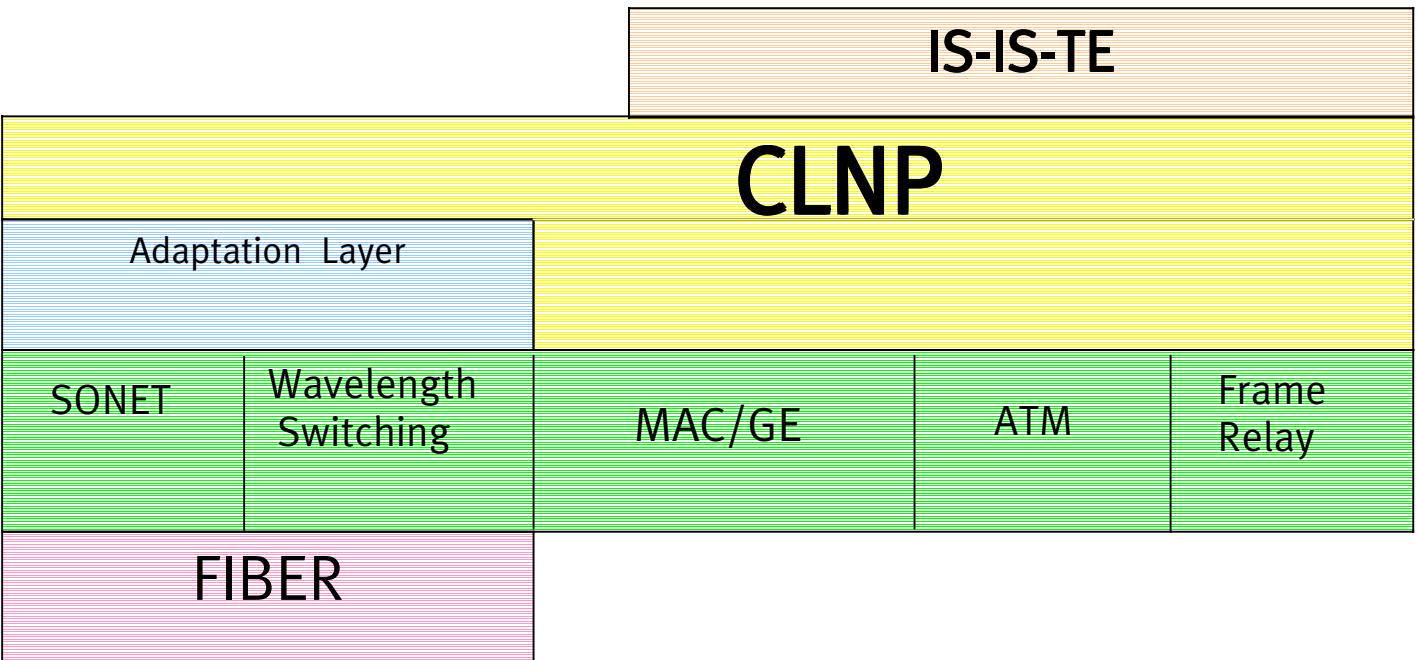 IS-IS-TE
CLNP
Adaptation Layer
SONET
Wavelength
Switching
MAC/GE
ATM
Frame
Relay
FIBER